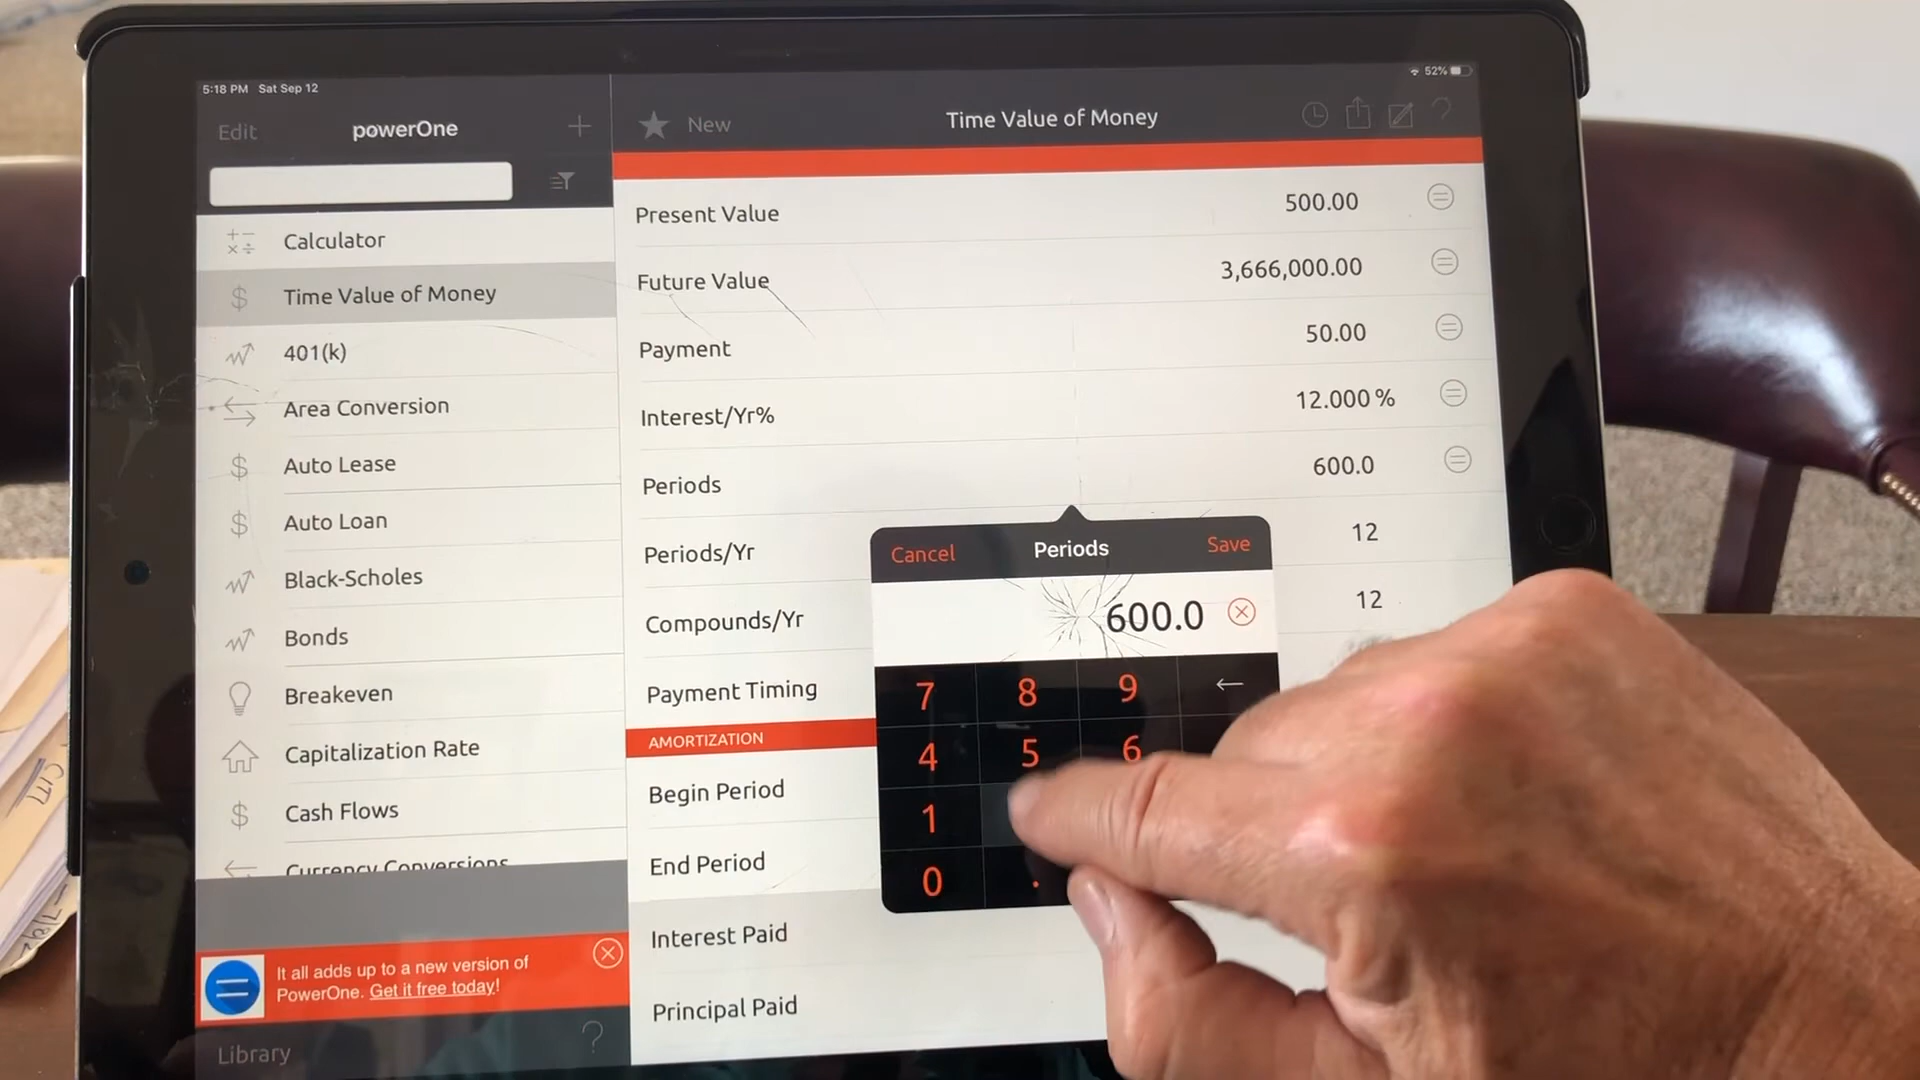 5:18 PM Sat Sep 12
52%
Edit powerOne +
Calculator
Time Value of Money
401(k)
Area Conversion
Auto Lease
Auto Loan
Black-Scholes
Bonds
Breakeven
Capitalization Rate
Cash Flows
Currency Conversions
It all adds up to a new version of
PowerOne. Get it free today!
Library ?
New Time Value of Money ?
Present Value 500.00
Future Value 3,666,000.00
Payment 50.00
Interest/Yr% 12.000 %
Periods 600.0
Periods/Yr 12
Compounds/Yr 12
Payment Timing
AMORTIZATION
Begin Period
End Period
Interest Paid
Principal Paid
Cancel Periods Save
600.0
7 8 9 ←
4 5 6
1
0 .